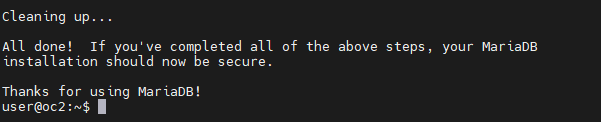 Cleaning up...
All done!  If you've completed all of the above steps, your MariaDB
installation should now be secure.
Thanks for using MariaDB!
user@oc2:~$